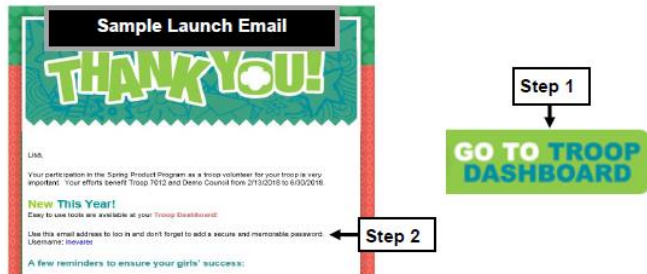 Sample Launch Email
THANK YOU!
Lisa,
Your participation in the Spring Product Program as a troop volunteer for your troop is very
important. Your efforts benefit Troop 7012 and Demo Council from 2/13/2018 to 6/30/2018.
New This Year!
Easy to use tools are available at your Troop Dashboard!
Use this email address to log in and don't forget to add a secure and memorable password.
Username:
A few reminders to ensure your girls' success:
Step 2
Step 1
GO TO TROOP
DASHBOARD